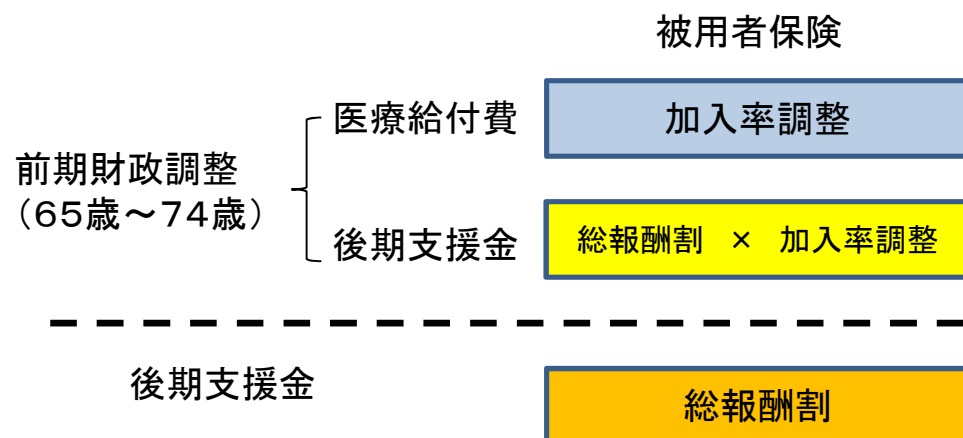 被用者保険
医療給付費
加入率調整
前期財政調整
（６５歳～７４歳）
後期支援金
総報酬割 × 加入率調整
後期支援金
総報酬割